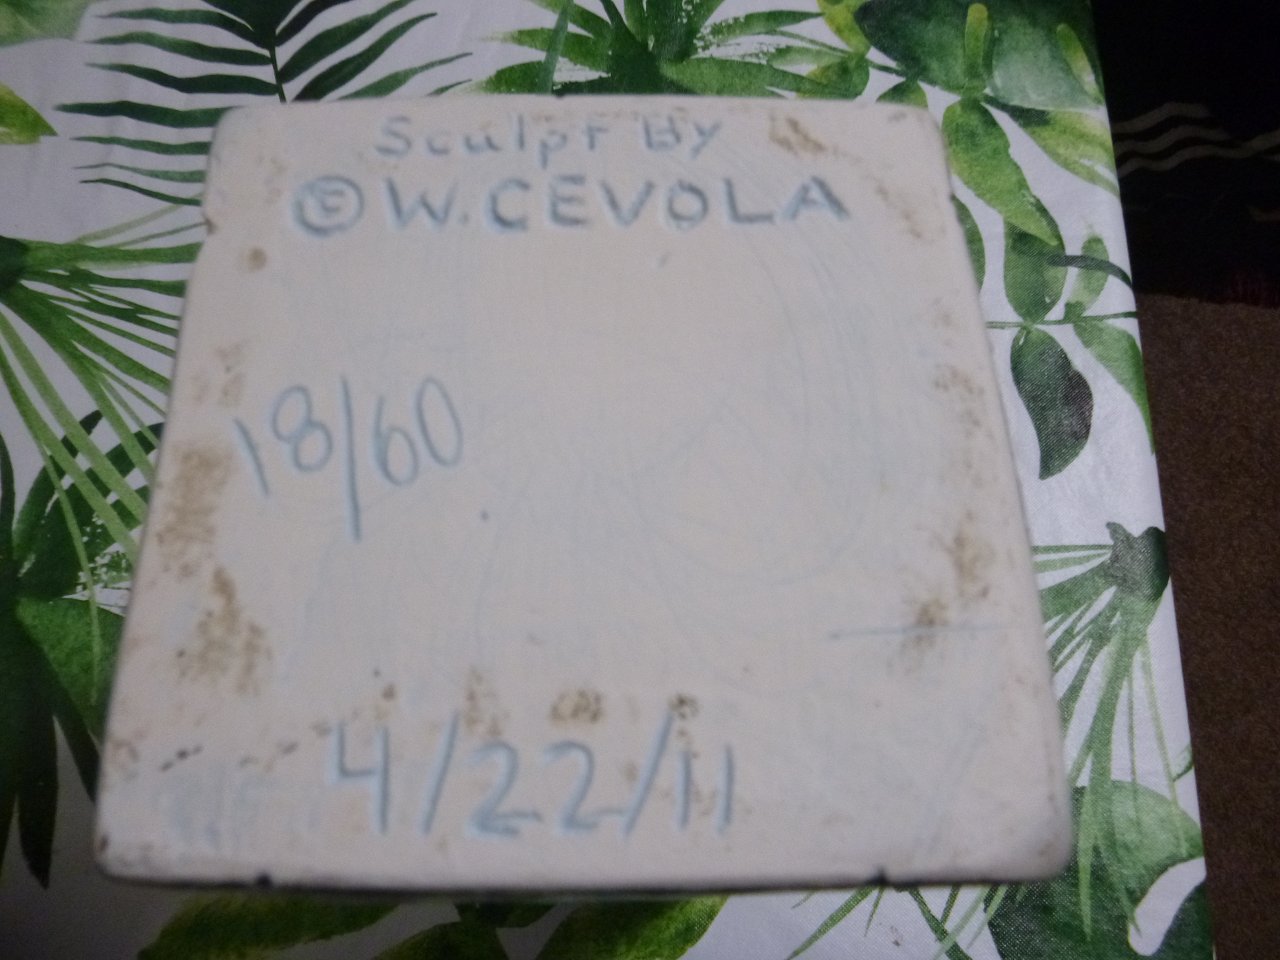 Sculpt By
© W. CEVOLA
18/60
4/22/11